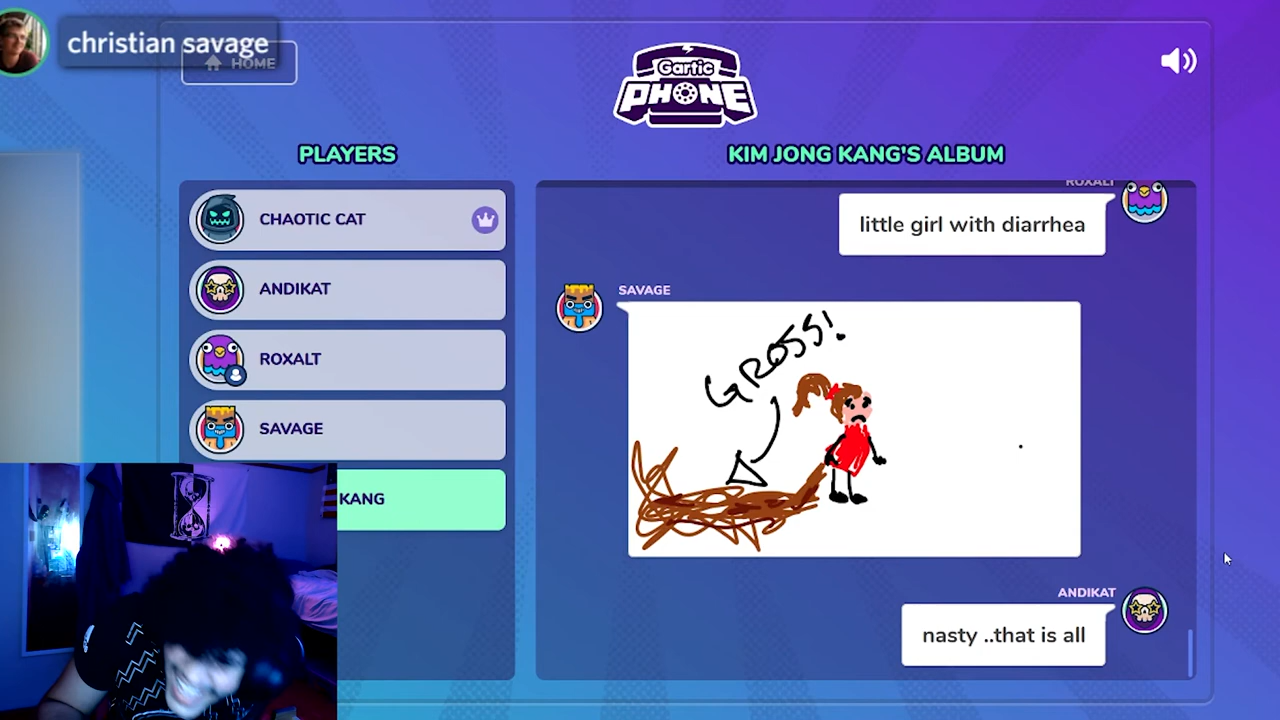 christian savage
HOME
Gartic
PHONE
PLAYERS
KIM JONG KANG'S ALBUM
CHAOTIC CAT
ANDIKAT
ROXALT
SAVAGE
KANG
ROXALT
little girl with diarrhea
SAVAGE
GROSS!
ANDIKAT
nasty ..that is all